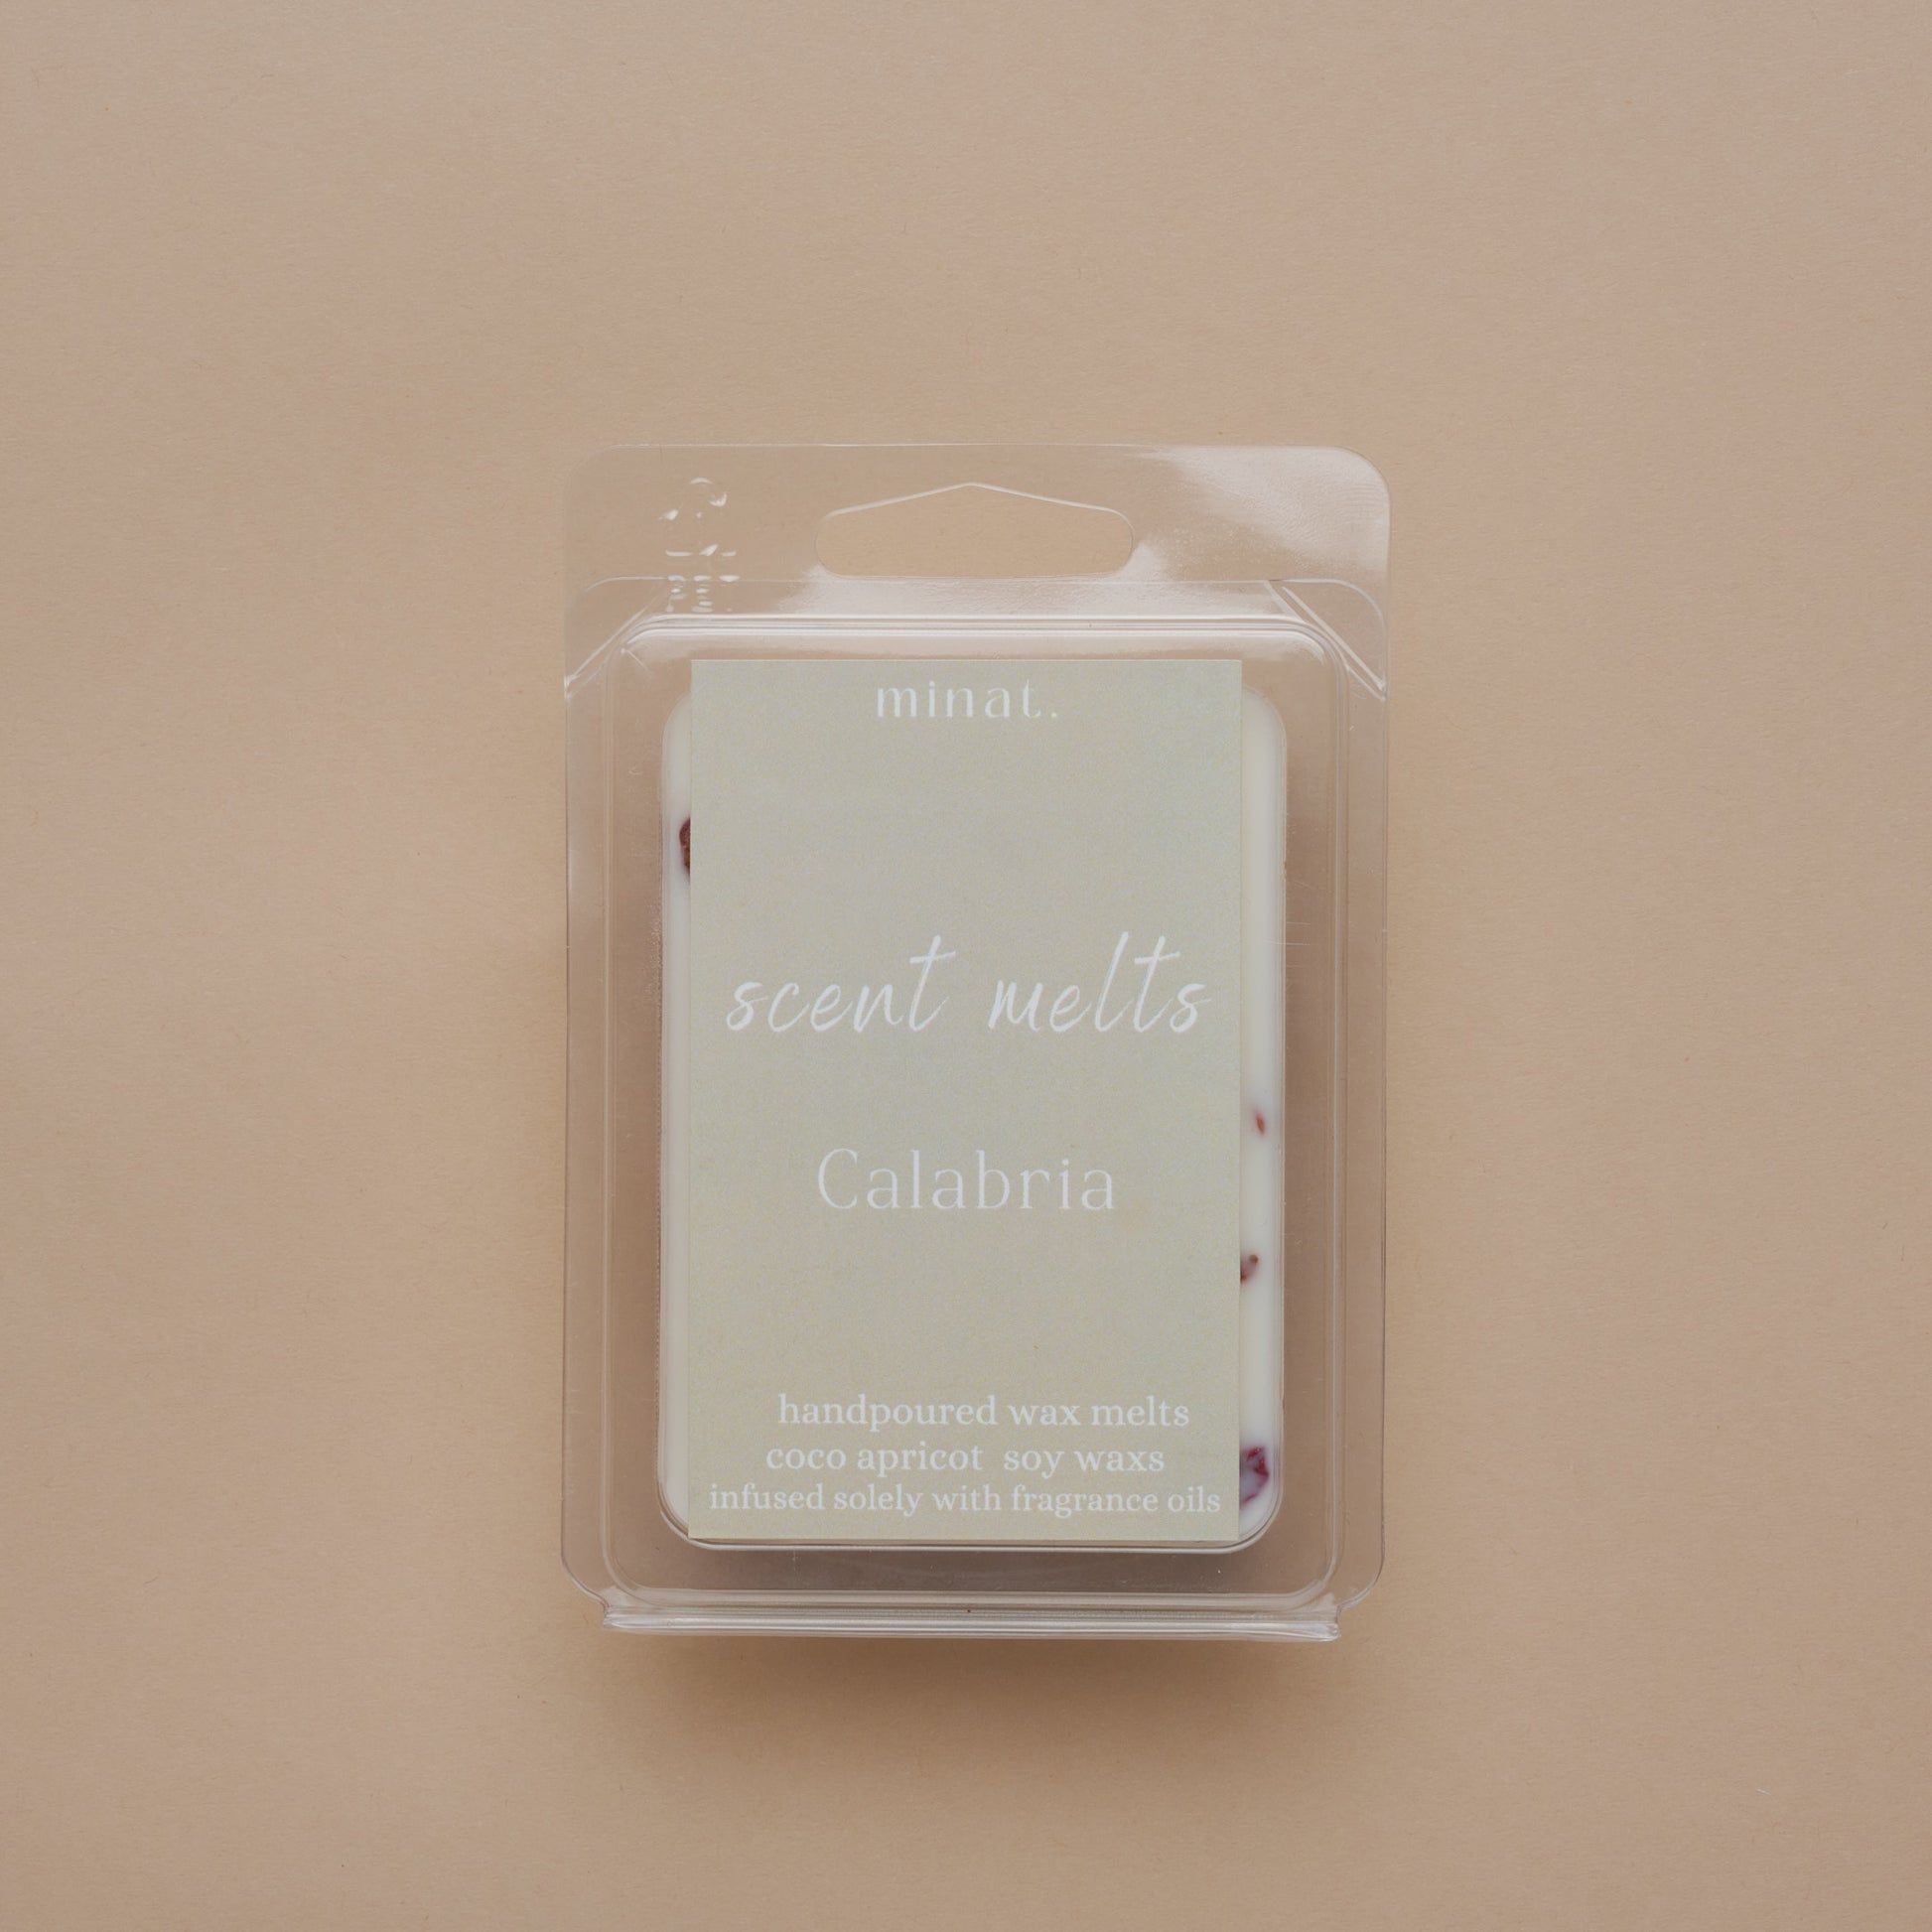 minat.
scent melts
Calabria
handpoured wax melts
coco apricot soy waxs
infused solely with fragrance oils